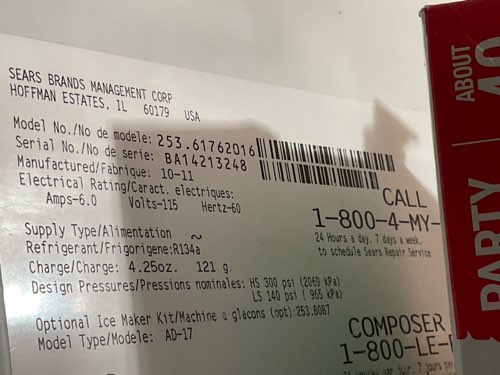 SEARS BRANDS MANAGEMENT CORP
HOFFMAN ESTATES, IL 60179 USA
Model No./No de modele: 253.61762016
Serial No./No de série: BA14213248
Manufactured/Fabrique: 10-11
Electrical Rating/Caract. electriques:
Amps-6.0 Volts-115 Hertz-60
CALL
1-800-4-MY-
24 Hours a day, 7 days a week,
to schedule Sears Repair Service
Supply Type/Alimentation ~
Refrigerant/Frigorigene:R134a
Charge/Charge: 4.25oz. 121 g.
Design Pressures/Pressions nominales: HS 300 psi (2069 kPa)
LS 140 psi ( 965 kPa)
Optional Ice Maker Kit/Machine a glacons (opt):253.8087
Model Type/Modele: AD-17
COMPOSER
1-800-LE-
ABOUT
40
PARTY